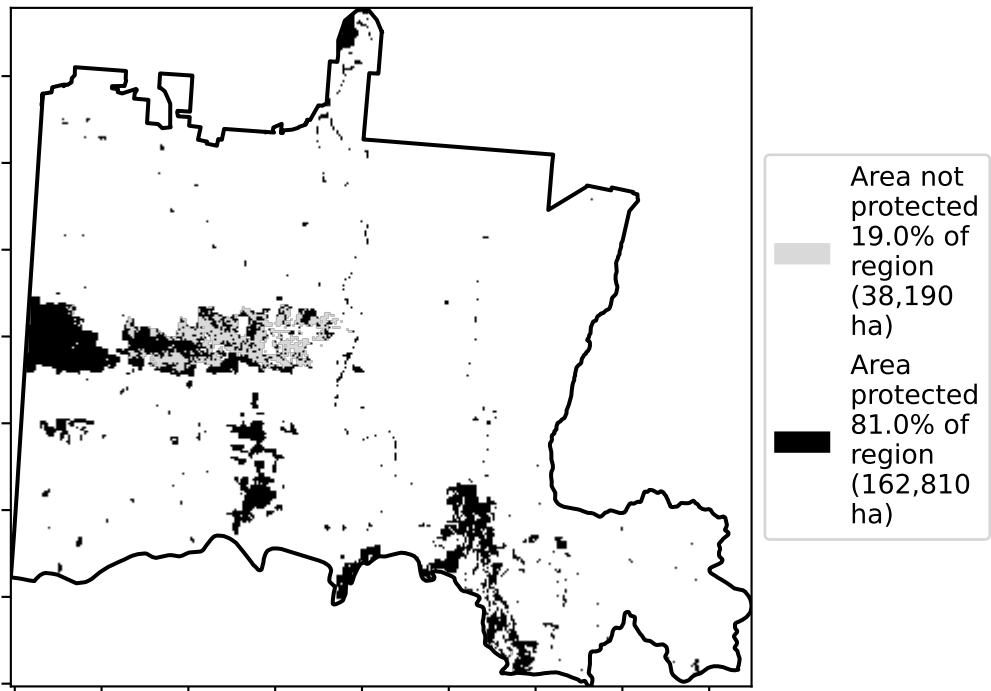 Area not
protected
19.0% of
region
(38,190
ha)
Area
protected
81.0% of
region
(162,810
ha)